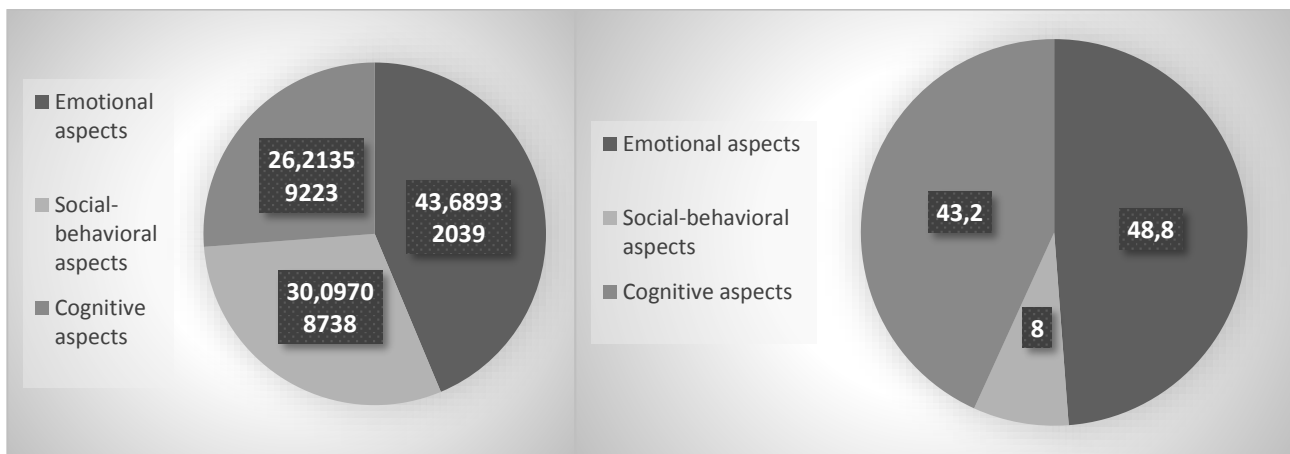 Emotional
aspects
Social-
behavioral
aspects
Cognitive
aspects
26,2135
9223
43,6893
2039
30,0970
8738
Emotional aspects
Social-behavioral
aspects
Cognitive aspects
43,2
48,8
8